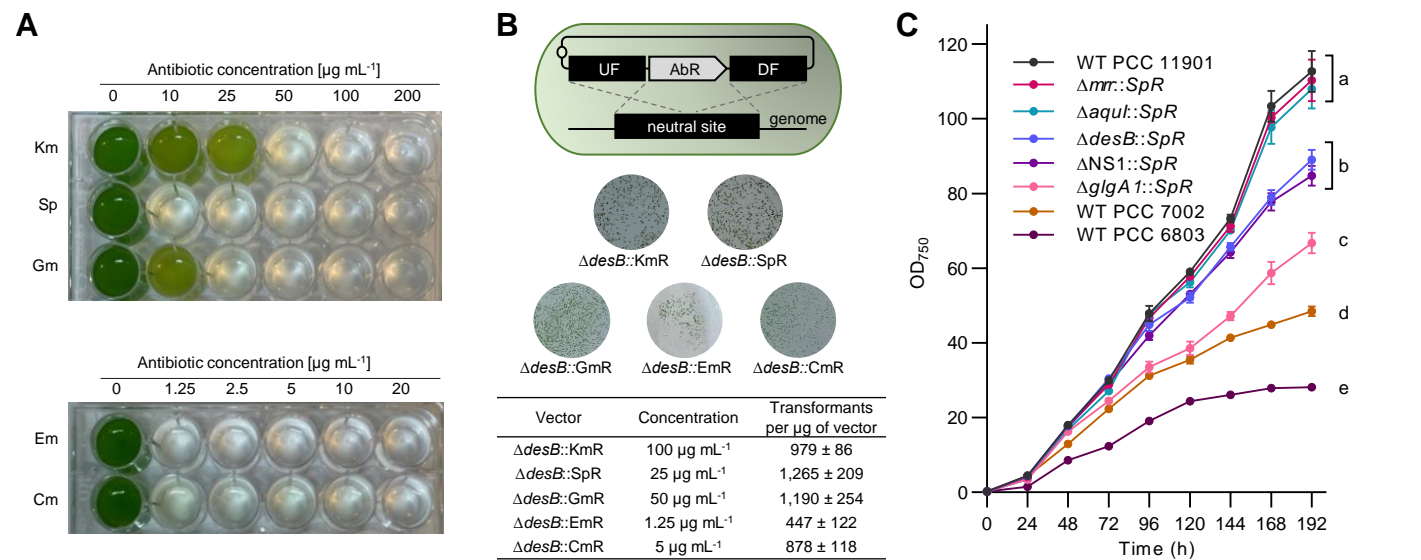 A
Antibiotic concentration [µg mL-1]
0 10 25 50 100 200
Km
Sp
Gm
Antibiotic concentration [µg mL-1]
0 1.25 2.5 5 10 20
Em
Cm
B
UF AbR DF
neutral site genome
ΔdesB::KmR ΔdesB::SpR
ΔdesB::GmR ΔdesB::EmR ΔdesB::CmR
Vector Concentration Transformants per µg of vector
ΔdesB::KmR 100 µg mL-1 979 ± 86
ΔdesB::SpR 25 µg mL-1 1,265 ± 209
ΔdesB::GmR 50 µg mL-1 1,190 ± 254
ΔdesB::EmR 1.25 µg mL-1 447 ± 122
ΔdesB::CmR 5 µg mL-1 878 ± 118
C
OD750
120
100
80
60
40
20
0
WT PCC 11901
Δmrr::SpR
ΔaquI::SpR
ΔdesB::SpR
ΔNS1::SpR
ΔglgA1::SpR
WT PCC 7002
WT PCC 6803
a
b
c
d
e
0 24 48 72 96 120 144 168 192
Time (h)